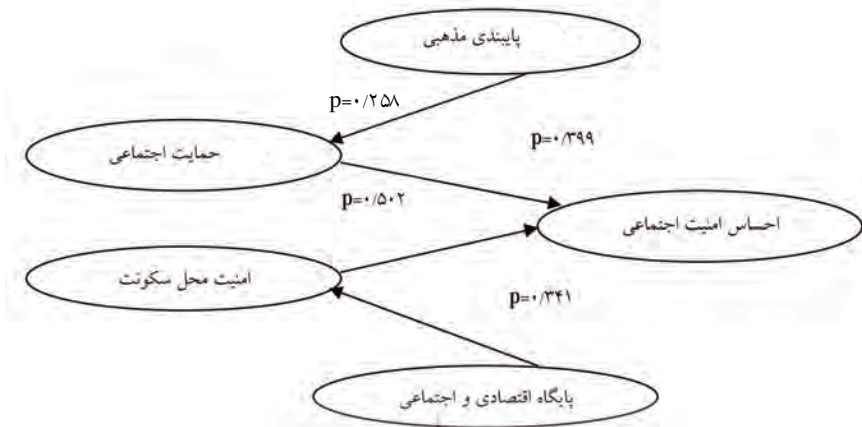 پایبندی مذهبی
p=۰/۲۵۸
حمایت اجتماعی
p=۰/۳۹۹
p=۰/۵۰۲
احساس امنیت اجتماعی
امنیت محل سکونت
p=۰/۳۴۱
پایگاه اقتصادی و اجتماعی